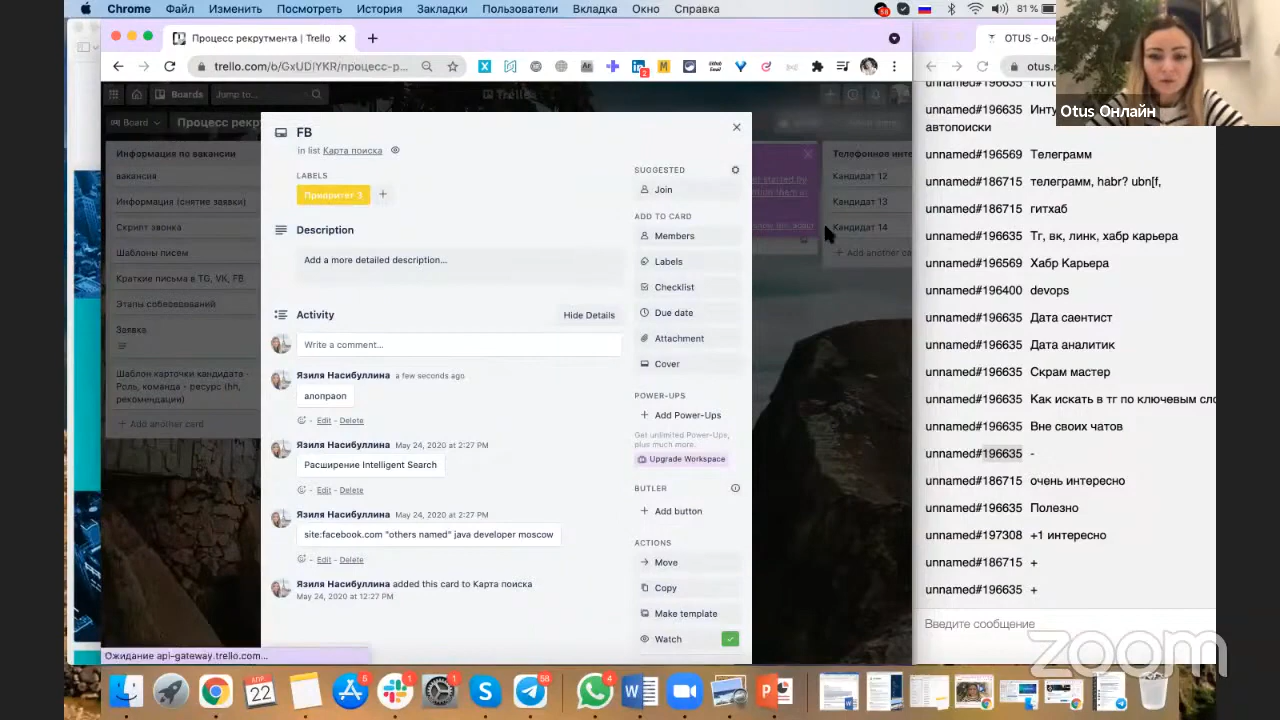 Chrome Файл Изменить Посмотреть История Закладки Пользователи Вкладка Окно Справка
81 %
Процесс рекрутмента | Trello
OTUS - Он
trello.com/b/GxUDIYKR/процесс-р...
otus.
Boards
Jump to...
Trello
Board
Процесс рекру
Информация по вакансии
вакансия
Информация (снятие заявки)
Скрипт звонка
Шаблоны писем
Краткие письма в TG, VK, FB
Этапы собеседований
Заявка
Шаблон карточки кандидата -
Роль, команда - ресурс (hh,
рекомендации)
+ Add another card
FB
in list Карта поиска
LABELS
Приоритет 3
Description
Add a more detailed description...
Activity
Hide Details
Write a comment...
Язиля Насибуллина a few seconds ago
алопраоп
Edit - Delete
Язиля Насибуллина May 24, 2020 at 2:27 PM
Расширение Intelligent Search
Edit - Delete
Язиля Насибуллина May 24, 2020 at 2:27 PM
site:facebook.com "others named" java developer moscow
Edit - Delete
Язиля Насибуллина added this card to Карта поиска
May 24, 2020 at 12:27 PM
SUGGESTED
Join
ADD TO CARD
Members
Labels
Checklist
Due date
Attachment
Cover
POWER-UPS
+ Add Power-Ups
Get unlimited Power-Ups,
plus much more.
Upgrade Workspace
BUTLER
+ Add button
ACTIONS
Move
Copy
Make template
Watch
Телефонное инте
Кандидат 12
Кандидат 13
Кандидат 14
+ Add another ca
Ожидание api-gateway.trello.com...
unnamed#196635 Инту
автопоиски
unnamed#196569 Телеграмм
unnamed#186715 телеграмм, habr? ubn[f,
unnamed#186715 гитхаб
unnamed#196635 Тг, вк, линк, хабр карьера
unnamed#196569 Хабр Карьера
unnamed#196400 devops
unnamed#196635 Дата саентист
unnamed#196635 Дата аналитик
unnamed#196635 Скрам мастер
unnamed#196635 Как искать в тг по ключевым сло
unnamed#196635 Вне своих чатов
unnamed#196635 -
unnamed#186715 очень интересно
unnamed#196635 Полезно
unnamed#197308 +1 интересно
unnamed#186715 +
unnamed#196635 +
Введите сообщение
Otus Онлайн
zoom
АПР.
22